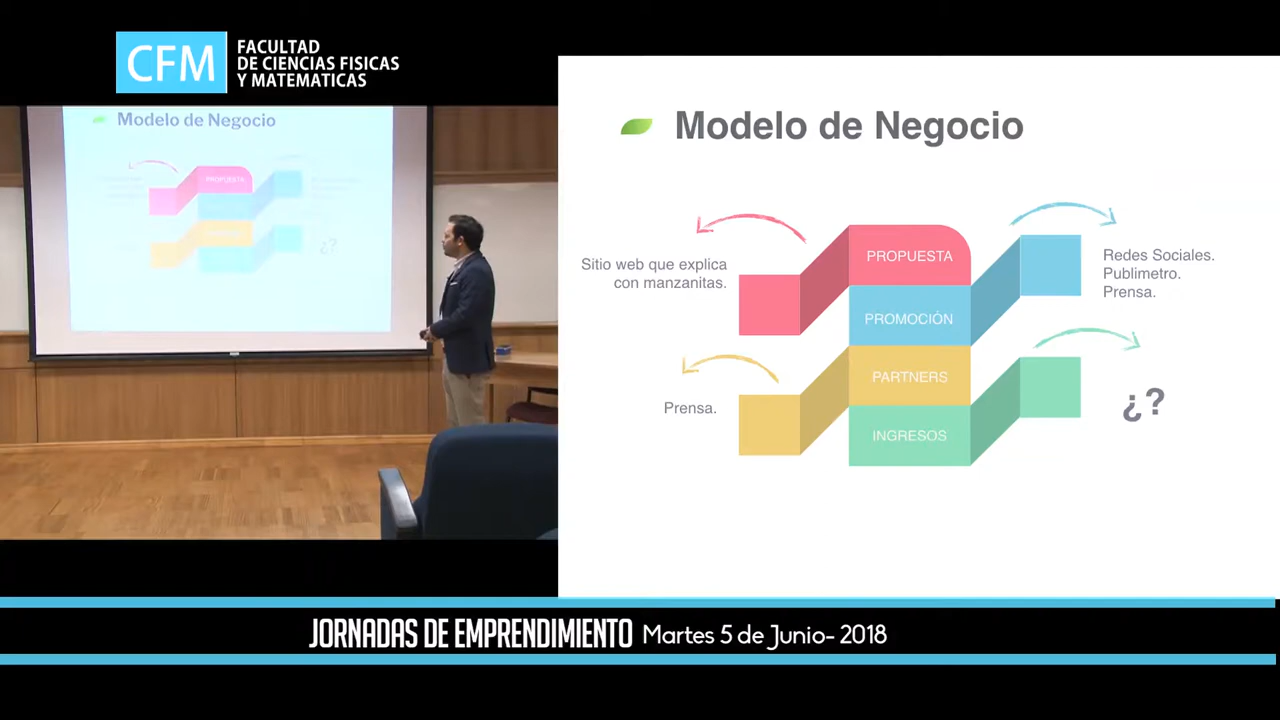 CFM
FACULTAD
DE CIENCIAS FISICAS
Y MATEMATICAS
Modelo de Negocio
PROPUESTA
¿?
Modelo de Negocio
PROPUESTA
Sitio web que explica
con manzanitas.
PROMOCIÓN
Redes Sociales.
Publimetro.
Prensa.
PARTNERS
Prensa.
INGRESOS
¿?
JORNADAS DE EMPRENDIMIENTO Martes 5 de Junio- 2018